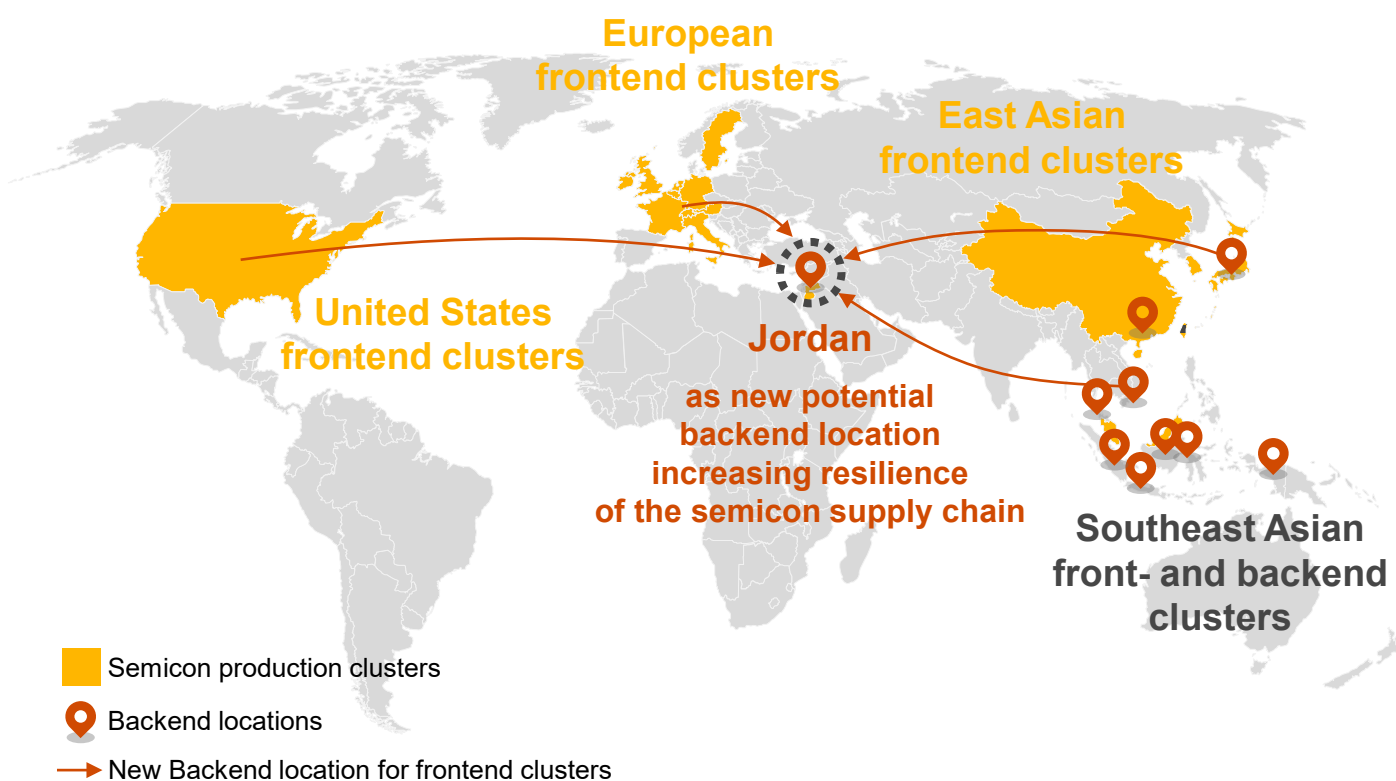 European
frontend clusters
East Asian
frontend clusters
United States
frontend clusters
Jordan
as new potential
backend location
increasing resilience
of the semicon supply chain
Southeast Asian
front- and backend
clusters
Semicon production clusters
Backend locations
New Backend location for frontend clusters